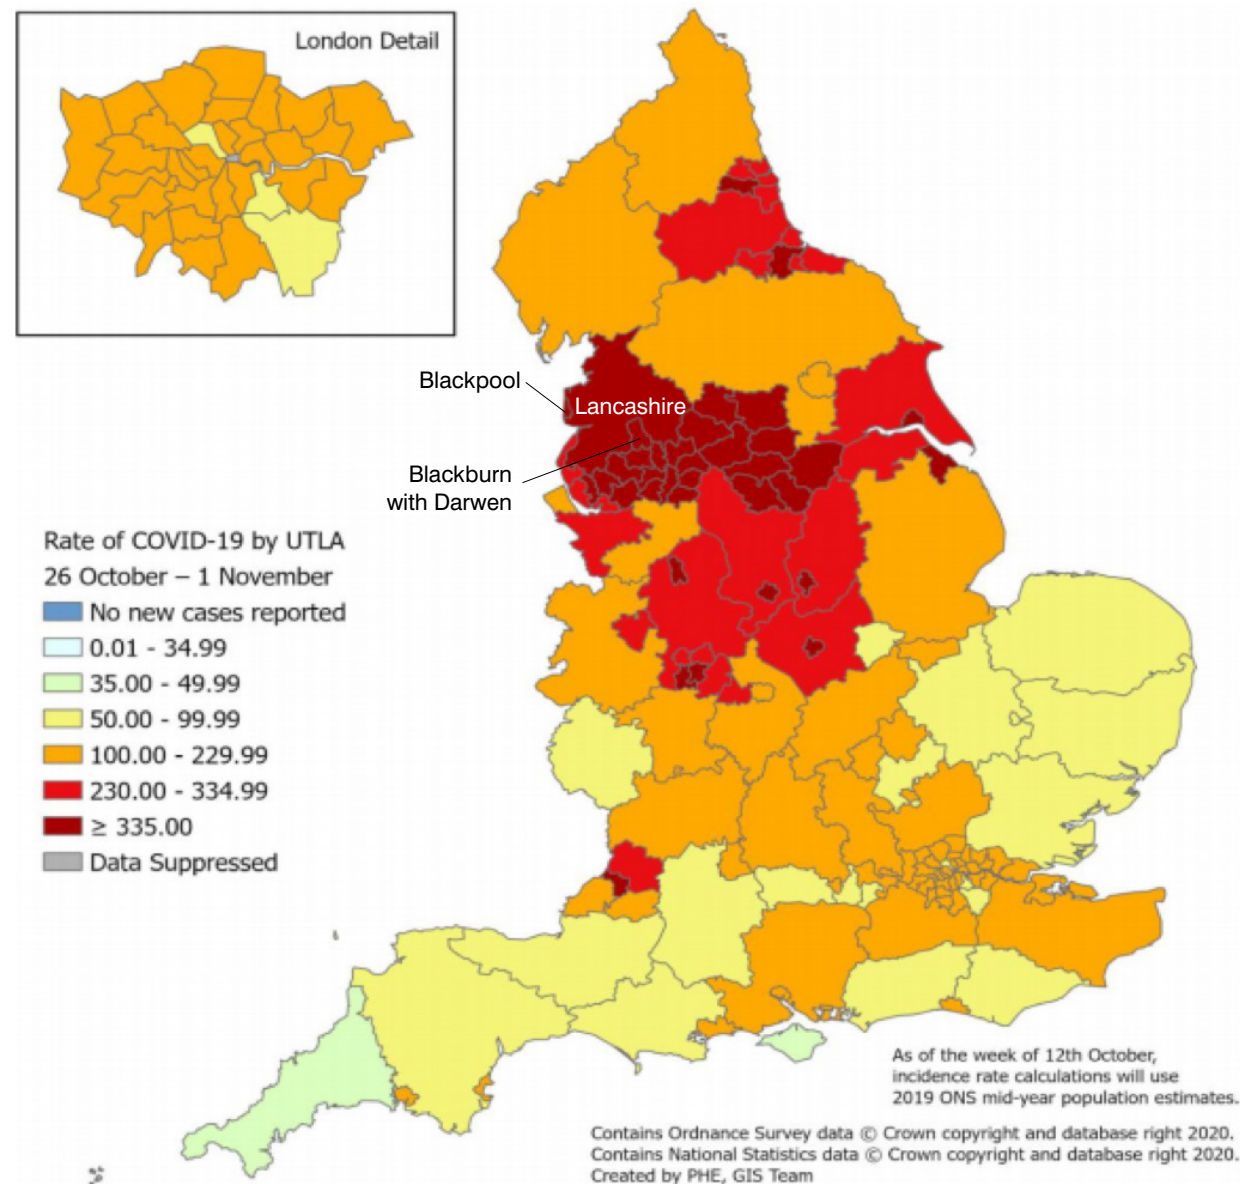 London Detail
Blackpool
Lancashire
Blackburn
with Darwen
Rate of COVID-19 by UTLA
26 October – 1 November
No new cases reported
0.01 - 34.99
35.00 - 49.99
50.00 - 99.99
100.00 - 229.99
230.00 - 334.99
≥ 335.00
Data Suppressed
As of the week of 12th October,
incidence rate calculations will use
2019 ONS mid-year population estimates.
Contains Ordnance Survey data © Crown copyright and database right 2020.
Contains National Statistics data © Crown copyright and database right 2020.
Created by PHE, GIS Team